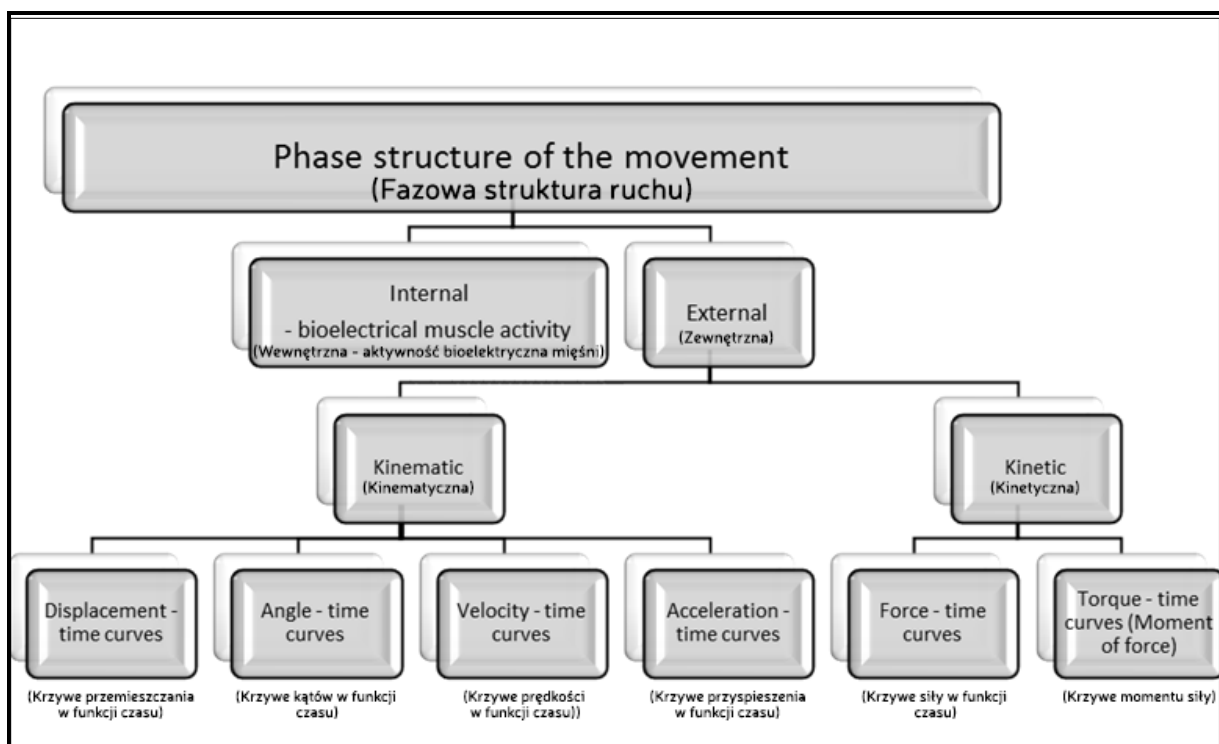 Phase structure of the movement
(Fazowa struktura ruchu)
Internal
- bioelectrical muscle activity
(Wewnętrzna - aktywność bioelektryczna mięśni)
External
(Zewnętrzna)
Kinematic
(Kinematyczna)
Kinetic
(Kinetyczna)
Displacement -
time curves
(Krzywe przemieszczania
w funkcji czasu)
Angle - time
curves
(Krzywe kątów w funkcji
czasu)
Velocity - time
curves
(Krzywe prędkości
w funkcji czasu))
Acceleration -
time curves
(Krzywe przyspieszenia
w funkcji czasu)
Force - time
curves
(Krzywe siły w funkcji
czasu)
Torque - time
curves (Moment
of force)
(Krzywe momentu siły)